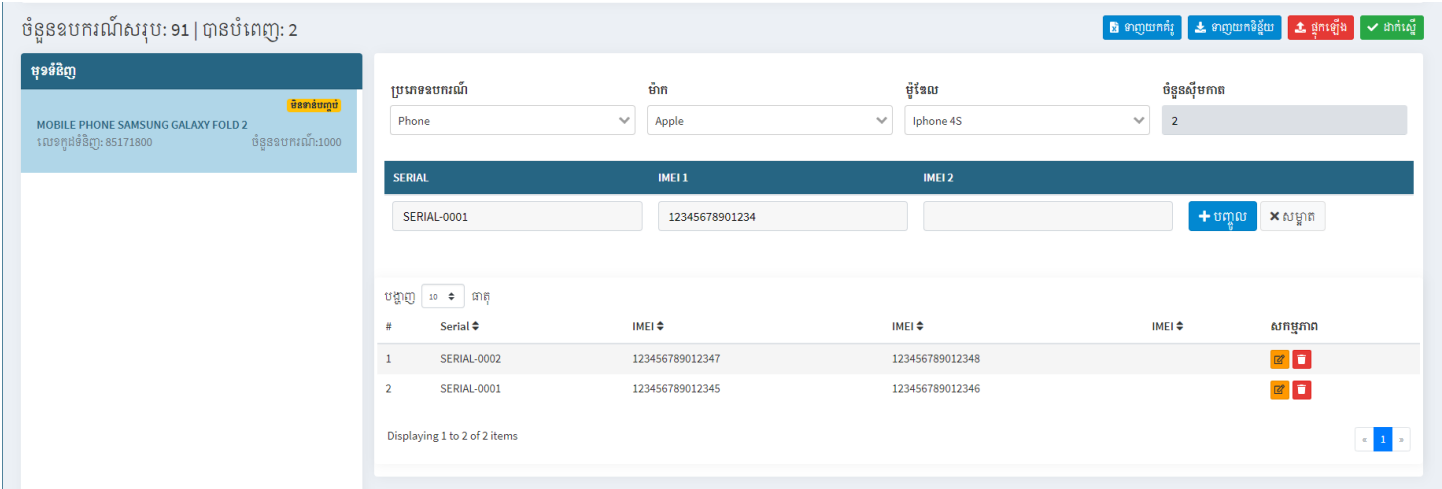 ចំនួនឧបករណ៍សរុប: 91 | បានបំពេញ: 2
ទាញយកគំរូ
ទាញយកទិន្ន័យ
ផ្ទុកឡើង
ដាក់ស្នើ
មុខទំនិញ
មិនទាន់បញ្ចប់
MOBILE PHONE SAMSUNG GALAXY FOLD 2
លេខកូដទំនិញ: 85171800 ចំនួនឧបករណ៍:1000
ប្រភេទឧបករណ៍ ម៉ាក ម៉ូឌែល ចំនួនស៊ីមកាត
Phone Apple Iphone 4S 2
SERIAL IMEI 1 IMEI 2
SERIAL-0001 12345678901234 បញ្ចូល សម្អាត
បង្ហាញ 10 ធាតុ
# Serial IMEI IMEI IMEI សកម្មភាព
1 SERIAL-0002 123456789012347 123456789012348
2 SERIAL-0001 123456789012345 123456789012346
Displaying 1 to 2 of 2 items
« 1 »